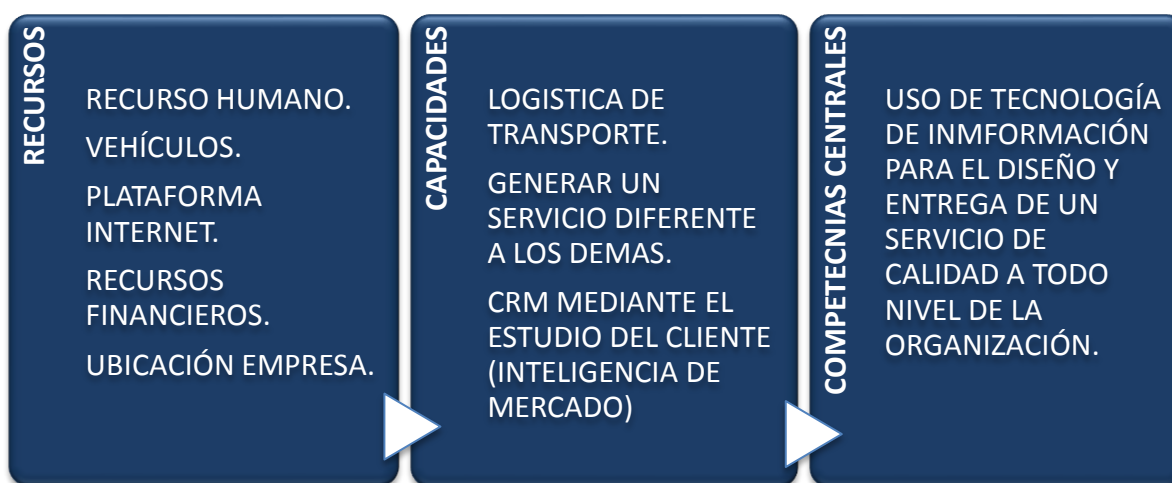 RECURSOS
RECURSO HUMANO.
VEHÍCULOS.
PLATAFORMA
INTERNET.
RECURSOS
FINANCIEROS.
UBICACIÓN EMPRESA.
CAPACIDADES
LOGISTICA DE
TRANSPORTE.
GENERAR UN
SERVICIO DIFERENTE
A LOS DEMAS.
CRM MEDIANTE EL
ESTUDIO DEL CLIENTE
(INTELIGENCIA DE
MERCADO)
COMPETECNIAS CENTRALES
USO DE TECNOLOGÍA
DE INMFORMACIÓN
PARA EL DISEÑO Y
ENTREGA DE UN
SERVICIO DE
CALIDAD A TODO
NIVEL DE LA
ORGANIZACIÓN.